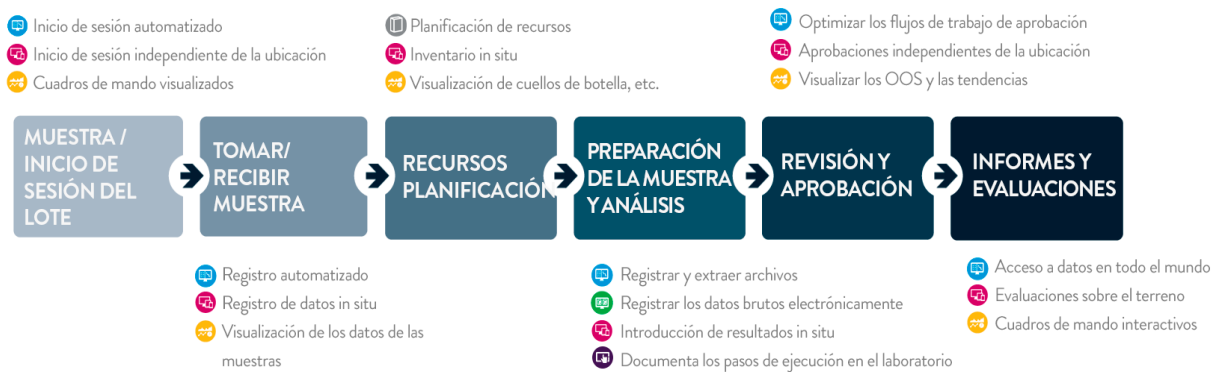 Inicio de sesión automatizado
Inicio de sesión independiente de la ubicación
Cuadros de mando visualizados
Planificación de recursos
Inventario in situ
Visualización de cuellos de botella, etc.
Optimizar los flujos de trabajo de aprobación
Aprobaciones independientes de la ubicación
Visualizar los OOS y las tendencias
MUESTRA /
INICIO DE
SESIÓN DEL
LOTE
TOMAR/
RECIBIR
MUESTRA
RECURSOS
PLANIFICACIÓN
PREPARACIÓN
DE LA MUESTRA
Y ANÁLISIS
REVISIÓN Y
APROBACIÓN
INFORMES Y
EVALUACIONES
Registro automatizado
Registro de datos in situ
Visualización de los datos de las
muestras
Registrar y extraer archivos
Registrar los datos brutos electrónicamente
Introducción de resultados in situ
Documenta los pasos de ejecución en el laboratorio
Acceso a datos en todo el mundo
Evaluaciones sobre el terreno
Cuadros de mando interactivos